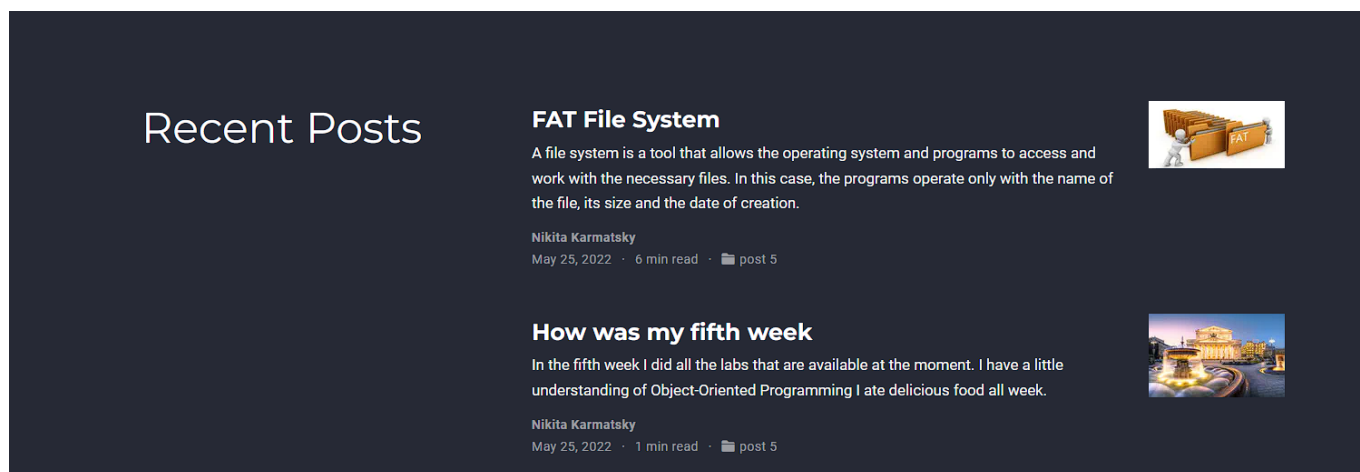 Recent Posts
FAT File System
A file system is a tool that allows the operating system and programs to access and
work with the necessary files. In this case, the programs operate only with the name of
the file, its size and the date of creation.
Nikita Karmatsky
May 25, 2022 · 6 min read · post 5
FAT
How was my fifth week
In the fifth week I did all the labs that are available at the moment. I have a little
understanding of Object-Oriented Programming I ate delicious food all week.
Nikita Karmatsky
May 25, 2022 · 1 min read · post 5